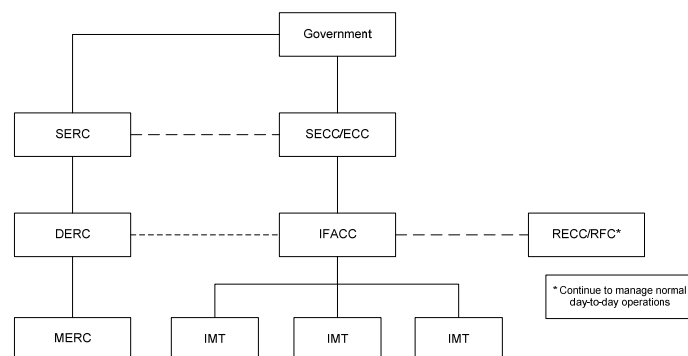 Government
SERC
SECC/ECC
DERC
IFACC
RECC/RFC*
* Continue to manage normal
day-to-day operations
MERC
IMT
IMT
IMT